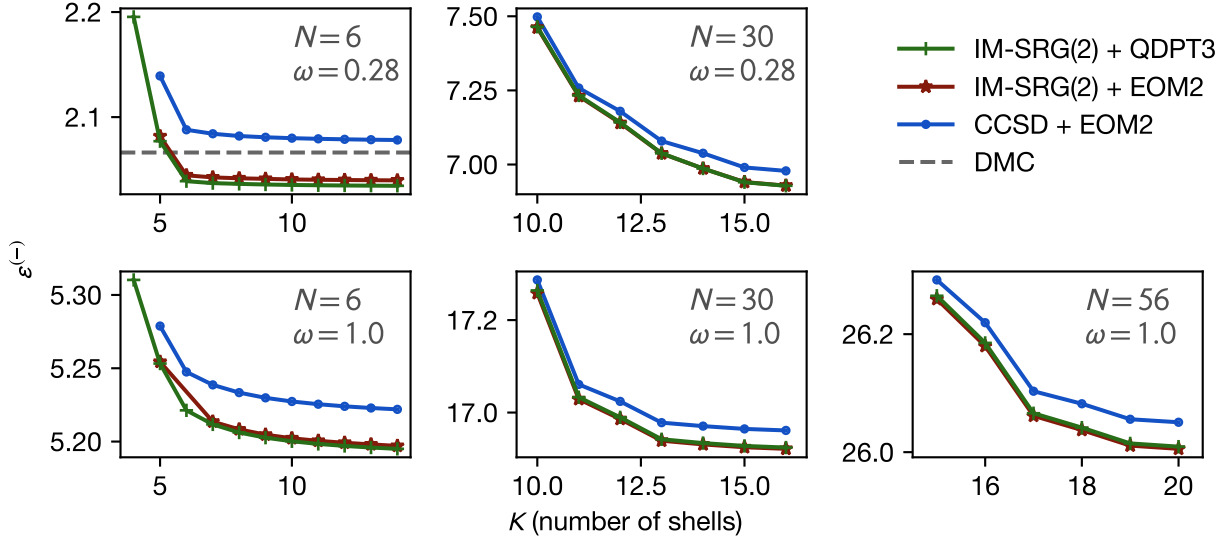 2.2
2.1
5
10
N = 6
ω = 0.28
7.50
7.25
7.00
10.0
12.5
15.0
N = 30
ω = 0.28
IM-SRG(2) + QDPT3
IM-SRG(2) + EOM2
CCSD + EOM2
DMC
ε(−)
5.30
5.25
5.20
5
10
N = 6
ω = 1.0
17.2
17.0
10.0
12.5
15.0
N = 30
ω = 1.0
26.2
26.0
16
18
20
N = 56
ω = 1.0
K (number of shells)